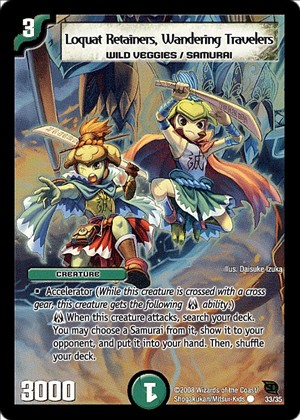 3
Loquat Retainers, Wandering Travelers
WILD VEGGIES / SAMURAI
誠
誠
Illus. Daisuke Izuka
CREATURE
▪ Accelerator (While this creature is crossed with a cross
gear, this creature gets the following ability.)
When this creature attacks, search your deck.
You may choose a Samurai from it, show it to your
opponent, and put it into your hand. Then, shuffle
your deck.
3000
1
©2008 Wizards of the Coast/
Shogakukan/Mitsui-Kids
33/35